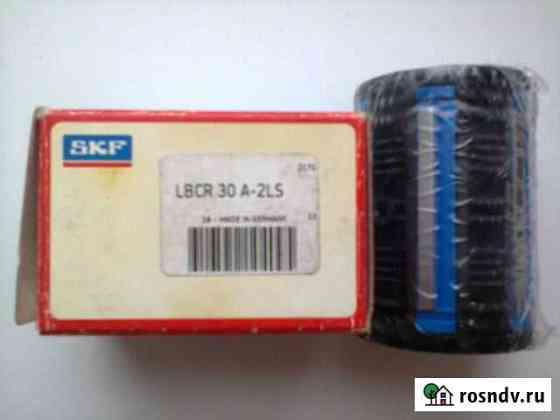 SKF
LBCR 30 A-2LS
MADE IN GERMANY
rosndv.ru